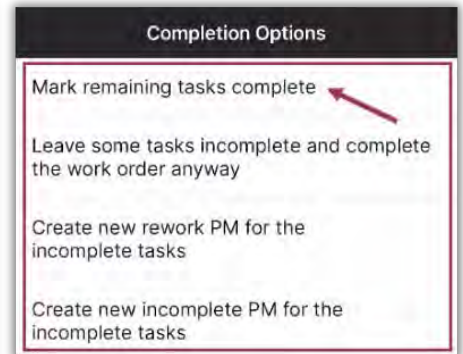 Completion Options
Mark remaining tasks complete
Leave some tasks incomplete and complete
the work order anyway
Create new rework PM for the
incomplete tasks
Create new incomplete PM for the
incomplete tasks